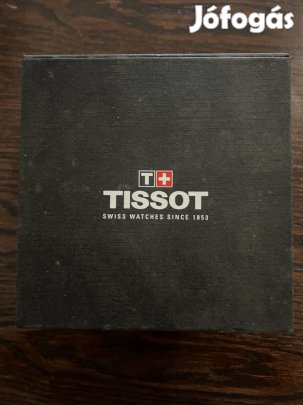 Jófogás
T+
TISSOT
SWISS WATCHES SINCE 1853